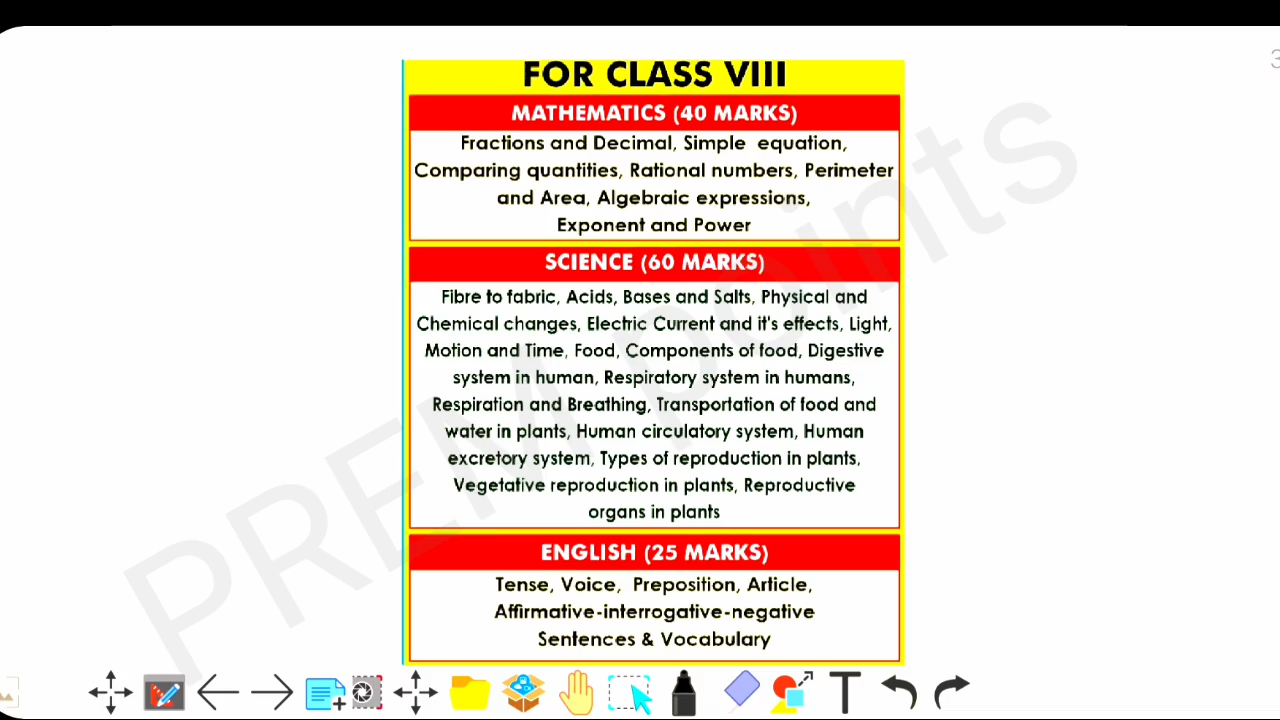 FOR CLASS VIII
MATHEMATICS (40 MARKS)
Fractions and Decimal, Simple equation,
Comparing quantities, Rational numbers, Perimeter
and Area, Algebraic expressions,
Exponent and Power
SCIENCE (60 MARKS)
Fibre to fabric, Acids, Bases and Salts, Physical and
Chemical changes, Electric Current and it's effects, Light,
Motion and Time, Food, Components of food, Digestive
system in human, Respiratory system in humans,
Respiration and Breathing, Transportation of food and
water in plants, Human circulatory system, Human
excretory system, Types of reproduction in plants,
Vegetative reproduction in plants, Reproductive
organs in plants
ENGLISH (25 MARKS)
Tense, Voice, Preposition, Article,
Affirmative-interrogative-negative
Sentences & Vocabulary
PREM points
T